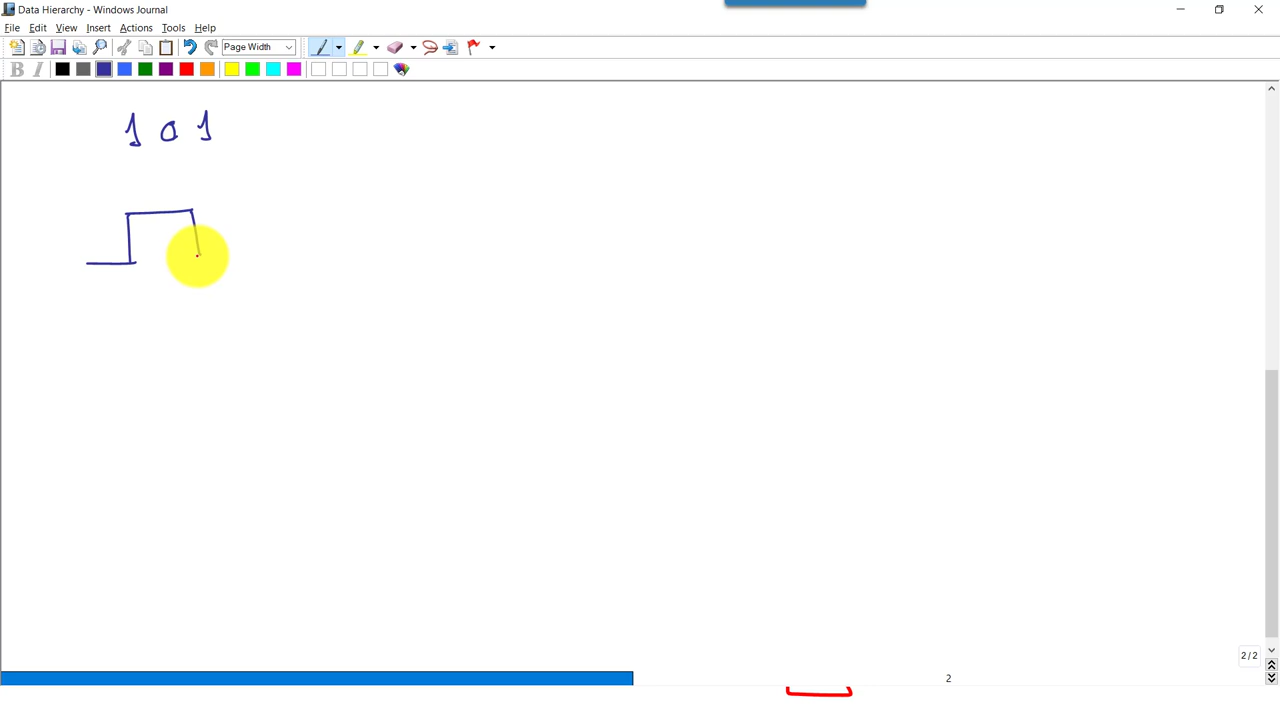 Data Hierarchy - Windows Journal
File Edit View Insert Actions Tools Help
Page Width
B I
1 0 1
2 / 2
2